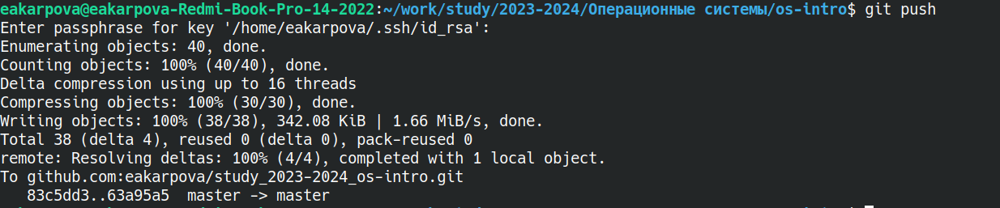 eakarpova@eakarpova-Redmi-Book-Pro-14-2022:~/work/study/2023-2024/Операционные системы/os-intro$ git push
Enter passphrase for key '/home/eakarpova/.ssh/id_rsa':
Enumerating objects: 40, done.
Counting objects: 100% (40/40), done.
Delta compression using up to 16 threads
Compressing objects: 100% (30/30), done.
Writing objects: 100% (38/38), 342.08 KiB | 1.66 MiB/s, done.
Total 38 (delta 4), reused 0 (delta 0), pack-reused 0
remote: Resolving deltas: 100% (4/4), completed with 1 local object.
To github.com:eakarpova/study_2023-2024_os-intro.git
   83c5dd3..63a95a5  master -> master